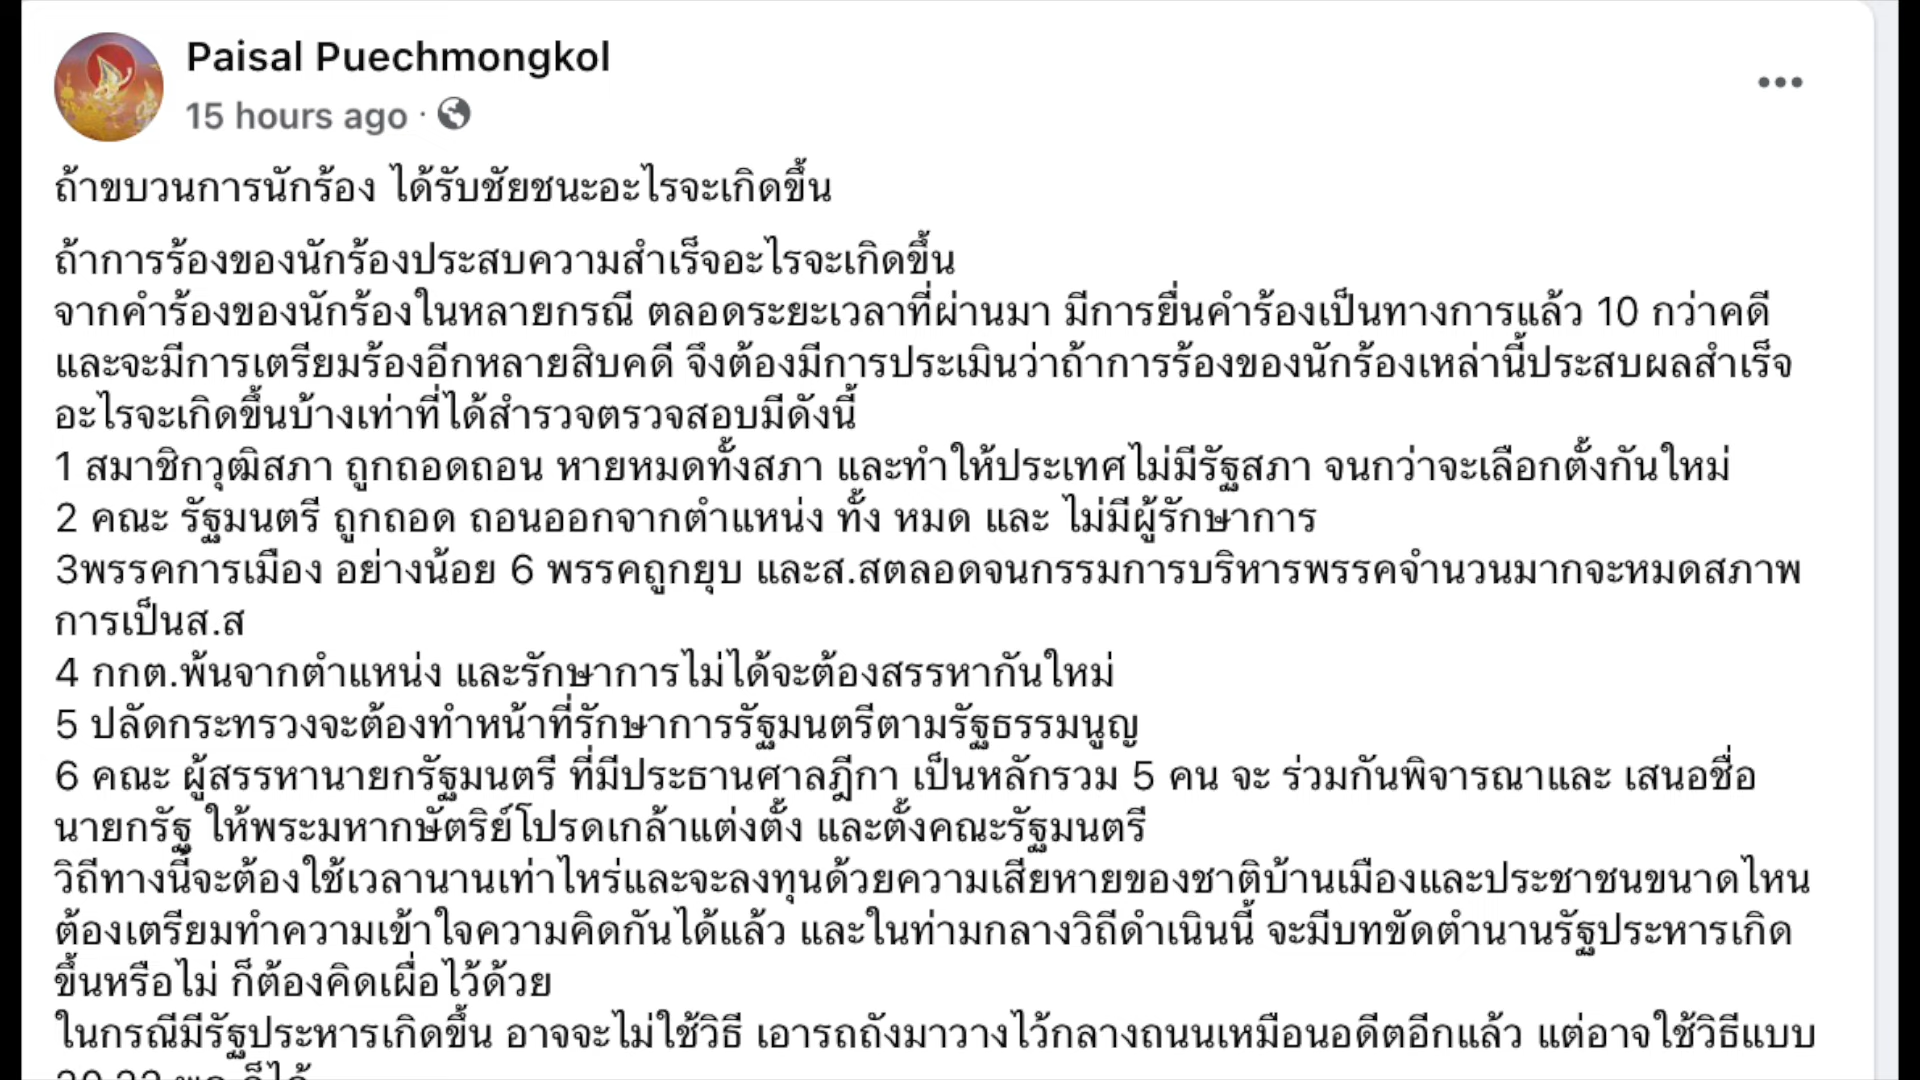 Paisal Puechmongkol
15 hours ago ·
ถ้าขบวนการนักร้อง ได้รับชัยชนะอะไรจะเกิดขึ้น
ถ้าการร้องของนักร้องประสบความสำเร็จอะไรจะเกิดขึ้น
จากคำร้องของนักร้องในหลายกรณี ตลอดระยะเวลาที่ผ่านมา มีการยื่นคำร้องเป็นทางการแล้ว 10 กว่าคดี
และจะมีการเตรียมร้องอีกหลายสิบคดี จึงต้องมีการประเมินว่าถ้าการร้องของนักร้องเหล่านี้ประสบผลสำเร็จ
อะไรจะเกิดขึ้นบ้างเท่าที่ได้สำรวจตรวจสอบมีดังนี้
1 สมาชิกวุฒิสภา ถูกถอดถอน หายหมดทั้งสภา และทำให้ประเทศไม่มีรัฐสภา จนกว่าจะเลือกตั้งกันใหม่
2 คณะ รัฐมนตรี ถูกถอด ถอนออกจากตำแหน่ง ทั้ง หมด และ ไม่มีผู้รักษาการ
3พรรคการเมือง อย่างน้อย 6 พรรคถูกยุบ และส.สตลอดจนกรรมการบริหารพรรคจำนวนมากจะหมดสภาพ
การเป็นส.ส
4 กกต.พ้นจากตำแหน่ง และรักษาการไม่ได้จะต้องสรรหากันใหม่
5 ปลัดกระทรวงจะต้องทำหน้าที่รักษาการรัฐมนตรีตามรัฐธรรมนูญ
6 คณะ ผู้สรรหานายกรัฐมนตรี ที่มีประธานศาลฎีกา เป็นหลักรวม 5 คน จะ ร่วมกันพิจารณาและ เสนอชื่อ
นายกรัฐ ให้พระมหากษัตริย์โปรดเกล้าแต่งตั้ง และตั้งคณะรัฐมนตรี
วิถีทางนี้จะต้องใช้เวลานานเท่าไหร่และจะลงทุนด้วยความเสียหายของชาติบ้านเมืองและประชาชนขนาดไหน
ต้องเตรียมทำความเข้าใจความคิดกันได้แล้ว และในท่ามกลางวิถีดำเนินนี้ จะมีบทขัดตำนานรัฐประหารเกิด
ขึ้นหรือไม่ ก็ต้องคิดเผื่อไว้ด้วย
ในกรณีมีรัฐประหารเกิดขึ้น อาจจะไม่ใช้วิธี เอารถถังมาวางไว้กลางถนนเหมือนอดีตอีกแล้ว แต่อาจใช้วิธีแบบ